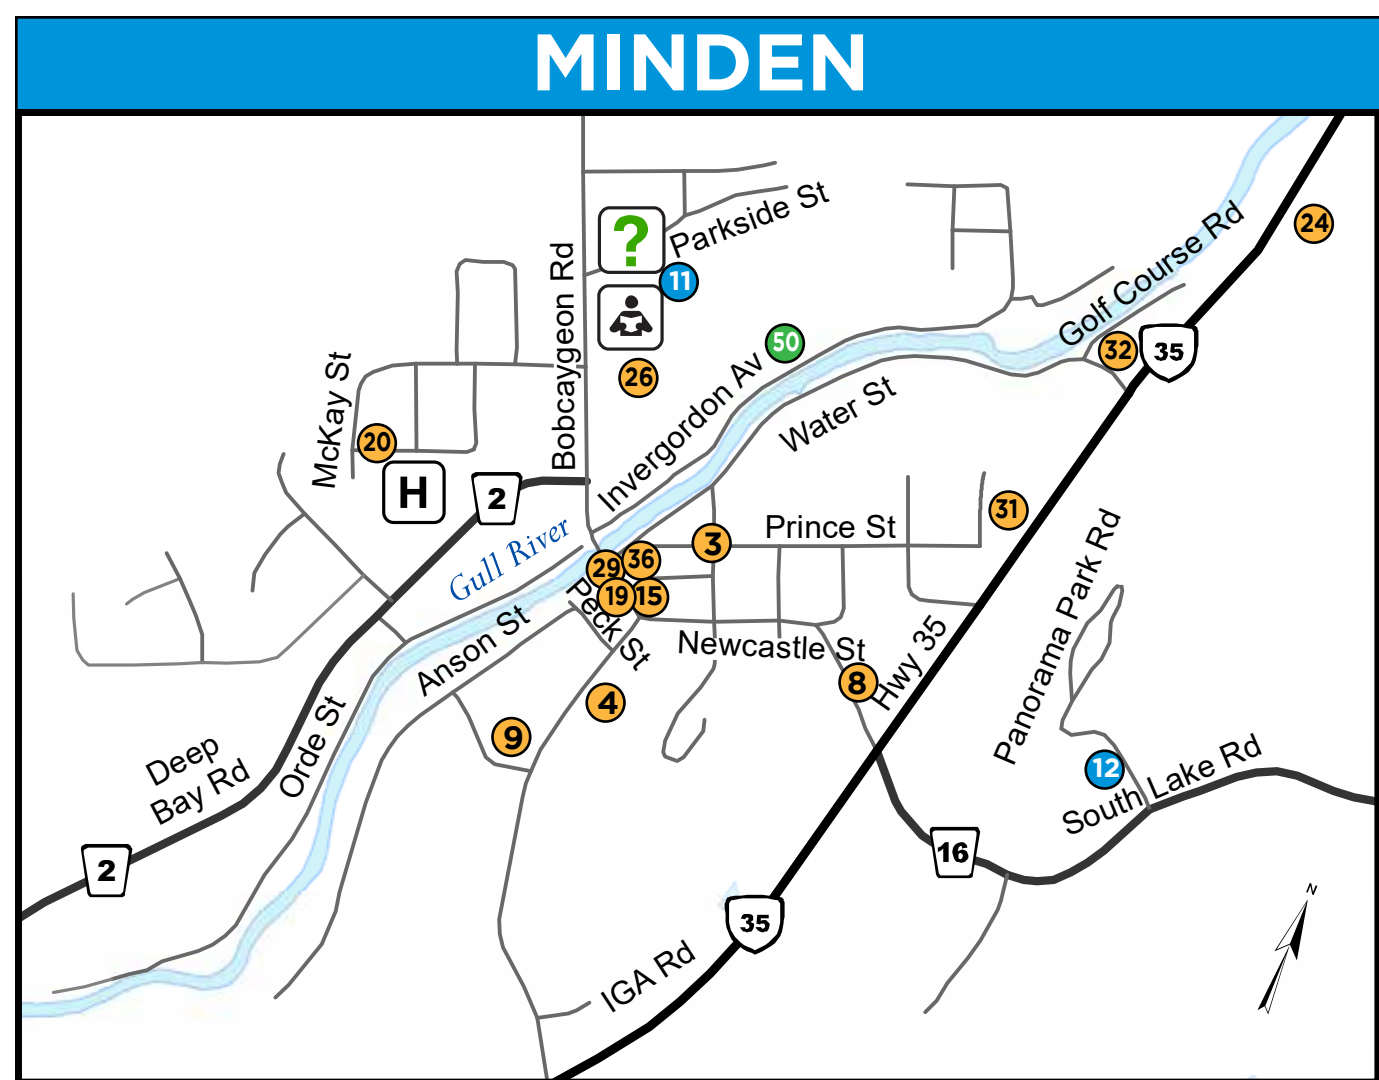 MINDEN
Parkside St
?
11
24
Golf Course Rd
Bobcaygeon Rd
50
32
35
26
McKay St
20
Invergordon Av
Water St
H
2
31
Prince St
3
Gull River
36
29
19
15
Peck St
Anson St
Newcastle St
Panorama Park Rd
Hwy 35
8
4
9
Orde St
Deep
Bay Rd
12
South Lake Rd
2
16
35
IGA Rd
N